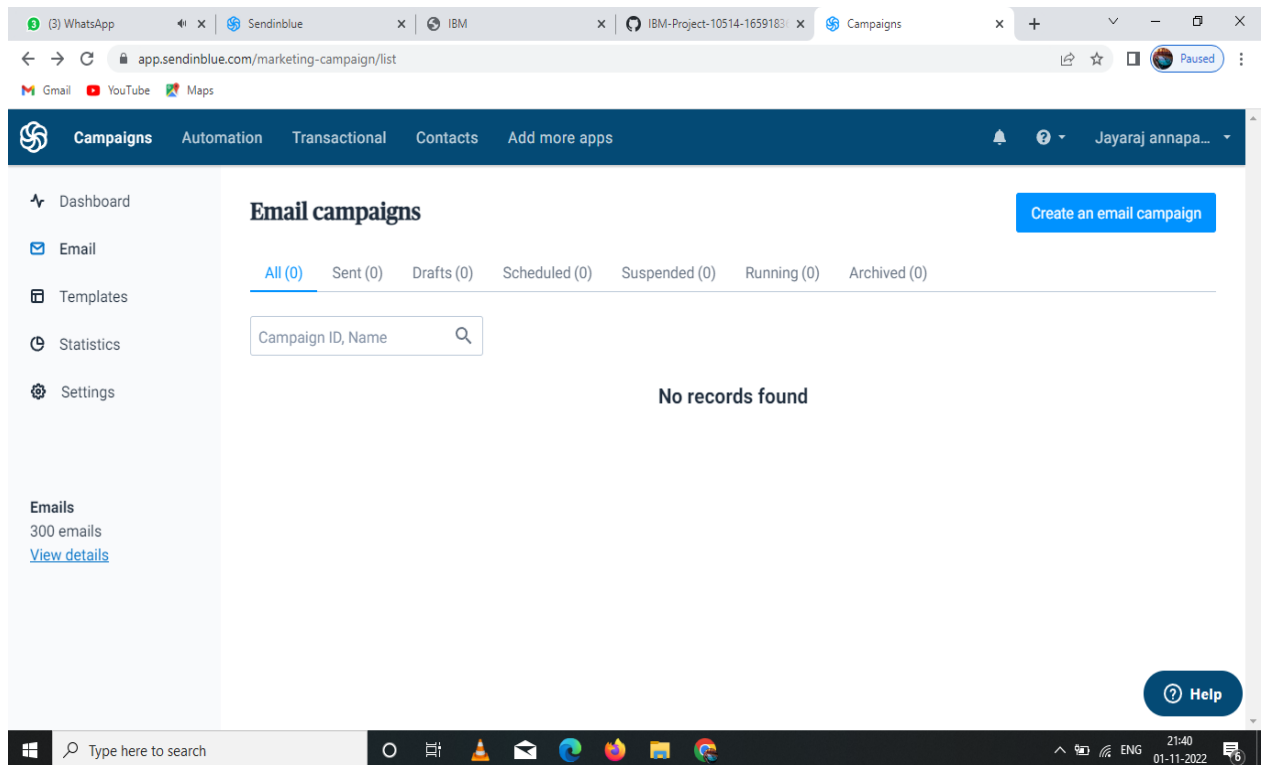 (3) WhatsApp Sendinblue IBM IBM-Project-10514-1659183 Campaigns
app.sendinblue.com/marketing-campaign/list Paused
Gmail YouTube Maps
Campaigns Automation Transactional Contacts Add more apps Jayaraj annapa...
Dashboard
Email
Templates
Statistics
Settings
Emails
300 emails
View details
Email campaigns Create an email campaign
All (0) Sent (0) Drafts (0) Scheduled (0) Suspended (0) Running (0) Archived (0)
Campaign ID, Name
No records found
Help
Type here to search ENG 21:40
01-11-2022 6